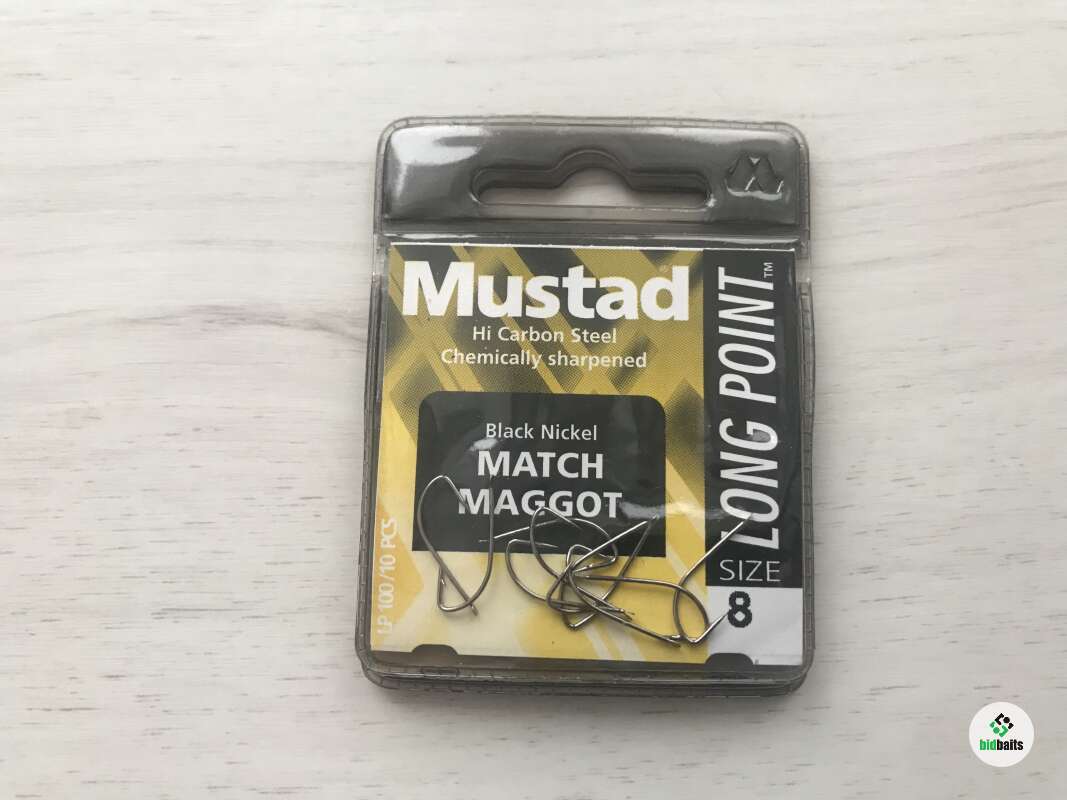 Mustad
Hi Carbon Steel
Chemically sharpened
Black Nickel
MATCH
MAGGOT
LP 100/10 PCS
LONG POINT™
SIZE
8
bidbaits